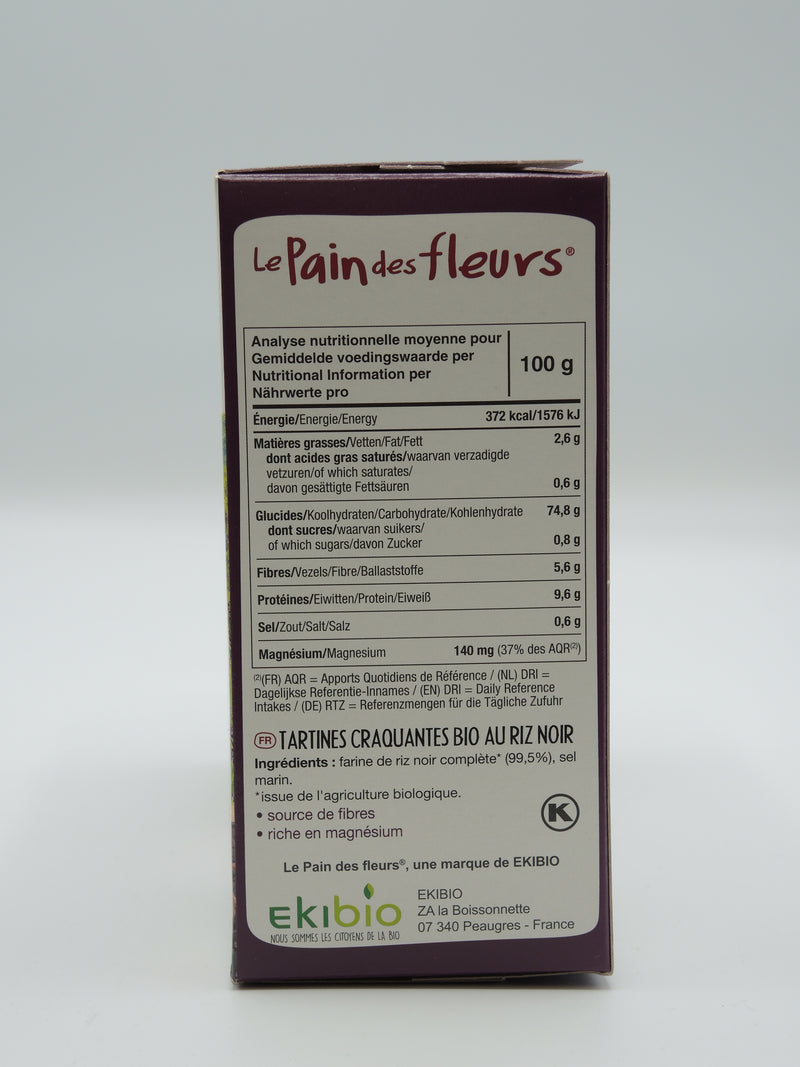 Le Pain des fleurs®
Analyse nutritionnelle moyenne pour
Gemiddelde voedingswaarde per
Nutritional Information per
Nährwerte pro
100 g
Énergie/Energie/Energy 372 kcal/1576 kJ
Matières grasses/Vetten/Fat/Fett 2,6 g
dont acides gras saturés/waarvan verzadigde
vetzuren/of which saturates/
davon gesättigte Fettsäuren 0,6 g
Glucides/Koolhydraten/Carbohydrate/Kohlenhydrate 74,8 g
dont sucres/waarvan suikers/
of which sugars/davon Zucker 0,8 g
Fibres/Vezels/Fibre/Ballaststoffe 5,6 g
Protéines/Eiwitten/Protein/Eiweiß 9,6 g
Sel/Zout/Salt/Salz 0,6 g
Magnésium/Magnesium 140 mg (37% des AQR(2))
(2)(FR) AQR = Apports Quotidiens de Référence / (NL) DRI =
Dagelijkse Referentie-Innames / (EN) DRI = Daily Reference
Intakes / (DE) RTZ = Referenzmengen für die Tägliche Zufuhr
FR TARTINES CRAQUANTES BIO AU RIZ NOIR
Ingrédients : farine de riz noir complète* (99,5%), sel
marin.
*issue de l'agriculture biologique.
• source de fibres
• riche en magnésium
K
Le Pain des fleurs®, une marque de EKIBIO
Ekibio
NOUS SOMMES LES CITOYENS DE LA BIO
EKIBIO
ZA la Boissonnette
07 340 Peaugres - France